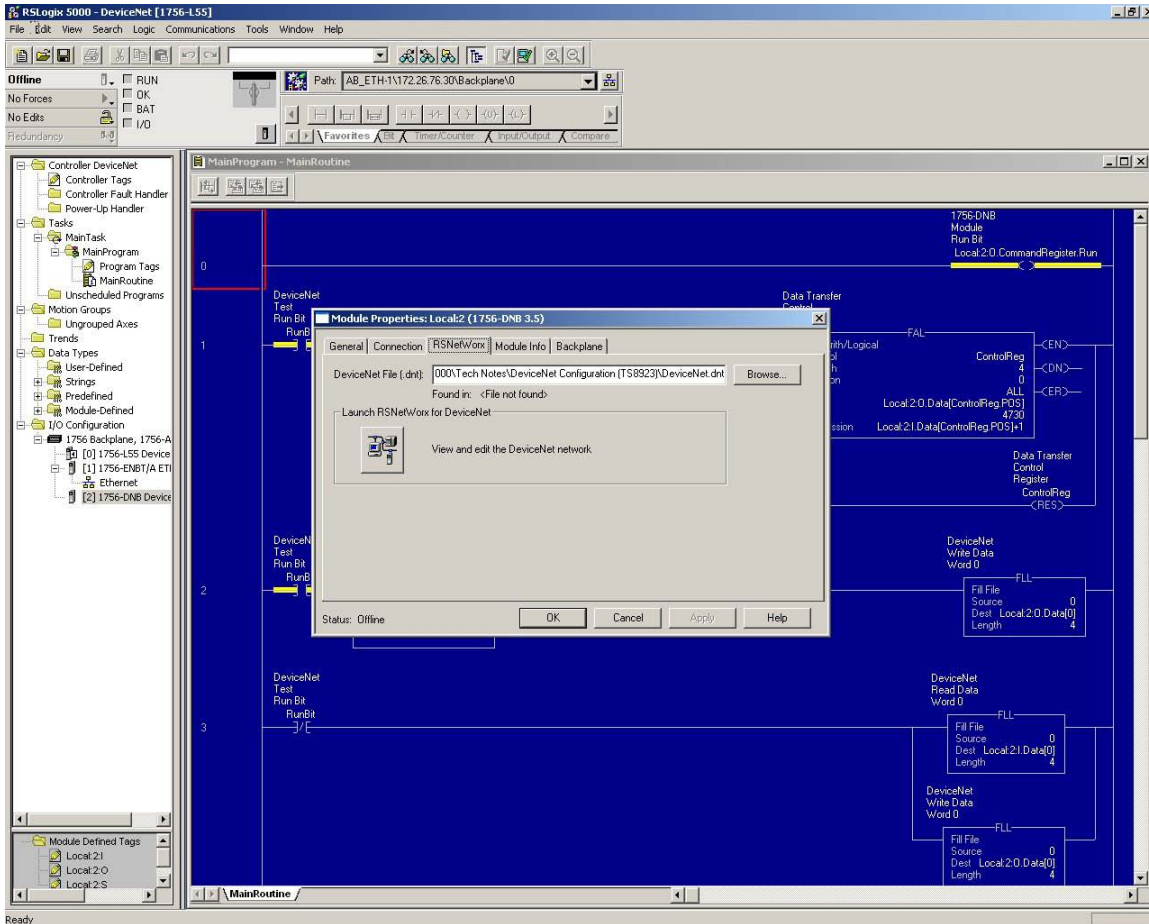 RSLogix 5000 - DeviceNet [1756-L55]
File Edit View Search Logic Communications Tools Window Help
Offline
RUN
Path: AB_ETH-1\172.26.76.30\Backplane\0
No Forces
OK
No Edits
BAT
Redundancy
I/O
Favorites Bit Timer/Counter Input/Output Compare
Controller DeviceNet
Controller Tags
Controller Fault Handler
Power-Up Handler
Tasks
MainTask
MainProgram
Program Tags
MainRoutine
Unscheduled Programs
Motion Groups
Ungrouped Axes
Trends
Data Types
User-Defined
Strings
Predefined
Module-Defined
I/O Configuration
1756 Backplane, 1756-A
[0] 1756-L55 Device
[1] 1756-ENBT/A ETI
Ethernet
[2] 1756-DNB Device
Module Defined Tags
Local:2:I
Local:2:O
Local:2:S
MainProgram - MainRoutine
0
1756-DNB
Module
Run Bit
Local:2:O.CommandRegister.Run
1
DeviceNet
Test
Run Bit
RunB
Data Transfer
Control
FAL
ith/Logical
ControlReg
4
0
ALL
Local:2:O.Data[ControlReg.POS]
4730
ssion Local:2:I.Data[ControlReg.POS]+1
EN
DN
ER
Data Transfer
Control
Register
ControlReg
RES
Module Properties: Local:2 (1756-DNB 3.5)
General Connection RSNetWorx Module Info Backplane
DeviceNet File (.dnt): 000\Tech Notes\DeviceNet Configuration (TS8923)\DeviceNet.dnt Browse...
Found in: <File not found>
Launch RSNetWorx for DeviceNet
View and edit the DeviceNet network
Status: Offline
OK Cancel Apply Help
2
DeviceN
Test
Run Bit
RunB
DeviceNet
Write Data
Word 0
FLL
Fill File
Source 0
Dest Local:2:O.Data[0]
Length 4
3
DeviceNet
Test
Run Bit
RunBit
DeviceNet
Read Data
Word 0
FLL
Fill File
Source 0
Dest Local:2:I.Data[0]
Length 4
DeviceNet
Write Data
Word 0
FLL
Fill File
Source 0
Dest Local:2:O.Data[0]
Length 4
MainRoutine
Ready